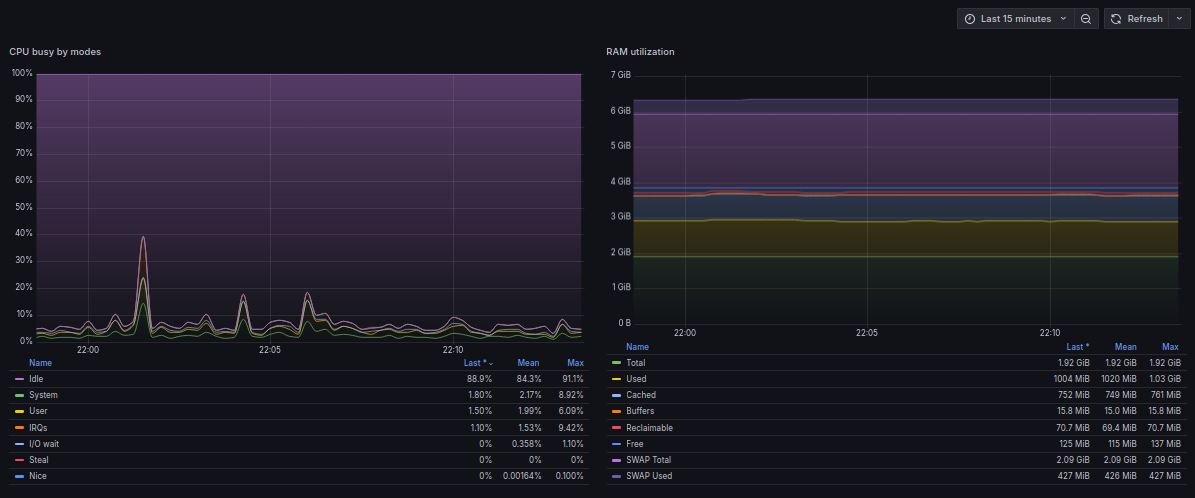 Last 15 minutes Refresh
CPU busy by modes
100%
90%
80%
70%
60%
50%
40%
30%
20%
10%
0%
22:00 22:05 22:10
Name Last * Mean Max
Idle 88.9% 84.3% 91.1%
System 1.80% 2.17% 8.92%
User 1.50% 1.99% 6.09%
IRQs 1.10% 1.53% 9.42%
I/O wait 0% 0.358% 1.10%
Steal 0% 0% 0%
Nice 0% 0.00164% 0.100%
RAM utilization
7 GiB
6 GiB
5 GiB
4 GiB
3 GiB
2 GiB
1 GiB
0 B
22:00 22:05 22:10
Name Last * Mean Max
Total 1.92 GiB 1.92 GiB 1.92 GiB
Used 1004 MiB 1020 MiB 1.03 GiB
Cached 752 MiB 749 MiB 761 MiB
Buffers 15.8 MiB 15.0 MiB 15.8 MiB
Reclaimable 70.7 MiB 69.4 MiB 70.7 MiB
Free 125 MiB 115 MiB 137 MiB
SWAP Total 2.09 GiB 2.09 GiB 2.09 GiB
SWAP Used 427 MiB 426 MiB 427 MiB